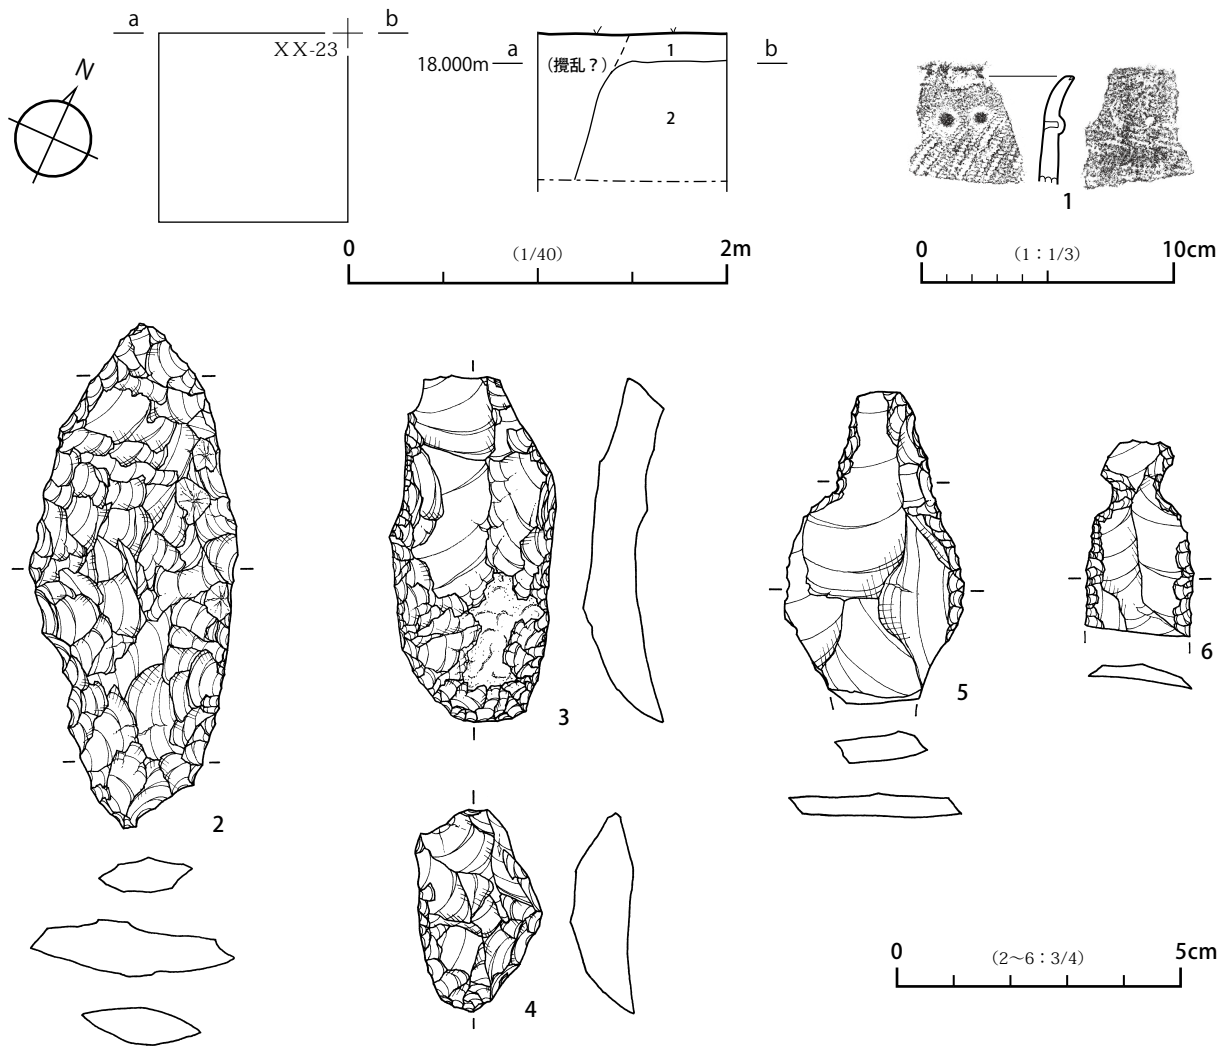 a
b
XX-23
N
a
b
18.000m
（攪乱？）
1
2
1
0
（1/40）
2m
0
（1：1/3）
10cm
2
3
4
5
6
0
（2～6：3/4）
5cm